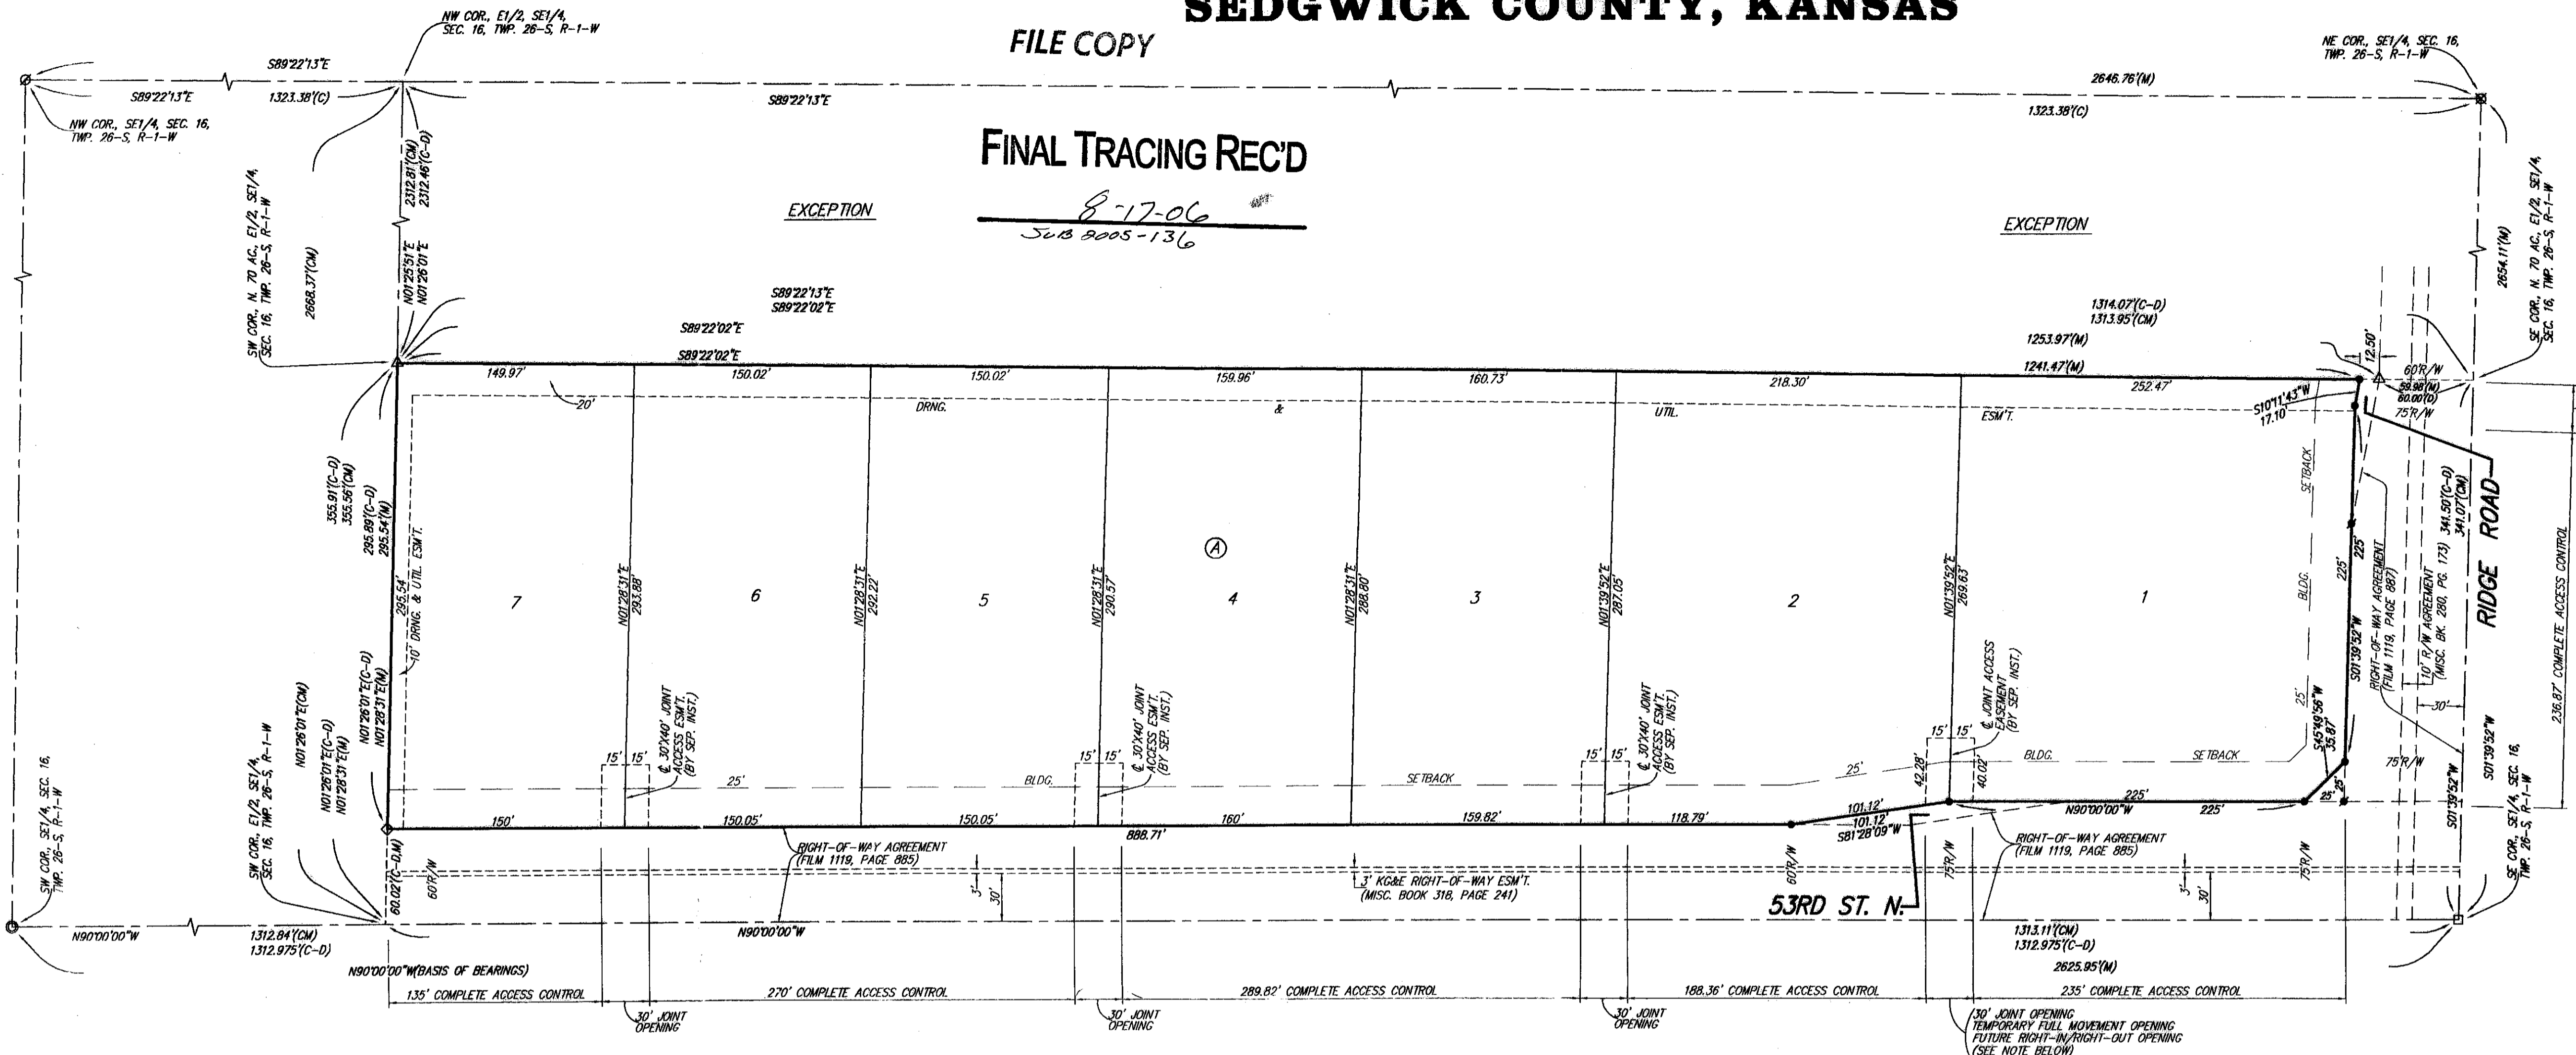 SEDGWICK COUNTY, KANSAS
FILE COPY
NW COR., E1/2, SE1/4,
SEC. 16, TWP. 26-S, R-1-W
NE COR., SE1/4, SEC. 16,
TWP. 26-S, R-1-W
S89°22'13"E
2646.76'(M)
S89°22'13"E
1323.38'(C)
S89°22'13"E
1323.38'(C)
NW COR., SE1/4, SEC. 16,
TWP. 26-S, R-1-W
FINAL TRACING REC'D
8-17-06
SUB 2005-136
EXCEPTION
EXCEPTION
2312.81'(CM)
2312.46'(C-D)
N01°25'51"E
N01°26'01"E
2668.37'(CM)
SW COR., N. 70 AC., E1/2, SE1/4,
SEC. 16, TWP. 26-S, R-1-W
SE COR., N. 70 AC., E1/2, SE1/4,
SEC. 16, TWP. 26-S, R-1-W
2654.11'(M)
S89°22'13"E
S89°22'02"E
S89°22'02"E
S89°22'02"E
1314.07'(C-D)
1313.95'(CM)
1253.97'(M)
1241.47'(M)
12.50'
60'R/W
59.98'(M)
60.00'(D)
75'R/W
149.97'
150.02'
150.02'
159.96'
160.73'
218.30'
252.47'
20'
DRNG.
&
UTIL.
ESM'T.
S10°11'43"W
17.10'
355.91'(C-D)
355.56'(CM)
295.89'(C-D)
295.54'(M)
295.54'
10' DRNG. & UTIL. ESM'T.
N01°28'31"E
293.88'
N01°28'31"E
292.22'
N01°28'31"E
290.57'
N01°28'31"E
288.80'
N01°39'52"E
287.05'
N01°39'52"E
269.63'
A
7
6
5
4
3
2
1
SETBACK
BLDG.
25'
225'
225'
S01°39'52"W
RIGHT-OF-WAY AGREEMENT
(FILM 1119, PAGE 887)
10' R/W AGREEMENT
(MISC. BK. 280, PG. 173)
341.50'(C-D)
341.07'(CM)
RIDGE ROAD
236.87' COMPLETE ACCESS CONTROL
30'
S01°39'52"W
S01°39'52"W
S45°49'56"W
35.87'
75'R/W
25'
25'
N01°26'01"E(C-D)
N01°28'31"E(M)
N01°26'01"E(CM)
N01°26'01"E(C-D)
N01°28'31"E(M)
SW COR., SE1/4, SEC. 16,
TWP. 26-S, R-1-W
SW COR., E1/2, SE1/4,
SEC. 16, TWP. 26-S, R-1-W
SE COR., SE1/4, SEC. 16,
TWP. 26-S, R-1-W
15' 15'
℄ 30'X40' JOINT
ACCESS ESM'T.
(BY SEP. INST.)
15' 15'
℄ 30'X40' JOINT
ACCESS ESM'T.
(BY SEP. INST.)
15' 15'
℄ 30'X40' JOINT
ACCESS ESM'T.
(BY SEP. INST.)
15' 15'
℄ JOINT ACCESS
EASEMENT
(BY SEP. INST.)
42.28'
40.02'
25'
BLDG.
SETBACK
25'
BLDG.
SETBACK
150'
150.05'
150.05'
888.71'
160'
159.82'
118.79'
101.12'
101.12'
S81°28'09"W
225'
N90°00'00"W
225'
60.02'(C-D,M)
60'R/W
RIGHT-OF-WAY AGREEMENT
(FILM 1119, PAGE 885)
3'
30'
3' KG&E RIGHT-OF-WAY ESM'T.
(MISC. BOOK 318, PAGE 241)
60'R/W
75'R/W
RIGHT-OF-WAY AGREEMENT
(FILM 1119, PAGE 885)
75'R/W
3'
30'
53RD ST. N.
N90°00'00"W
1312.84'(CM)
1312.975'(C-D)
N90°00'00"W
1313.11'(CM)
1312.975'(C-D)
N90°00'00"W(BASIS OF BEARINGS)
2625.95'(M)
135' COMPLETE ACCESS CONTROL
270' COMPLETE ACCESS CONTROL
289.82' COMPLETE ACCESS CONTROL
188.36' COMPLETE ACCESS CONTROL
235' COMPLETE ACCESS CONTROL
30' JOINT
OPENING
30' JOINT
OPENING
30' JOINT
OPENING
30' JOINT OPENING
TEMPORARY FULL MOVEMENT OPENING
FUTURE RIGHT-IN/RIGHT-OUT OPENING
(SEE NOTE BELOW)